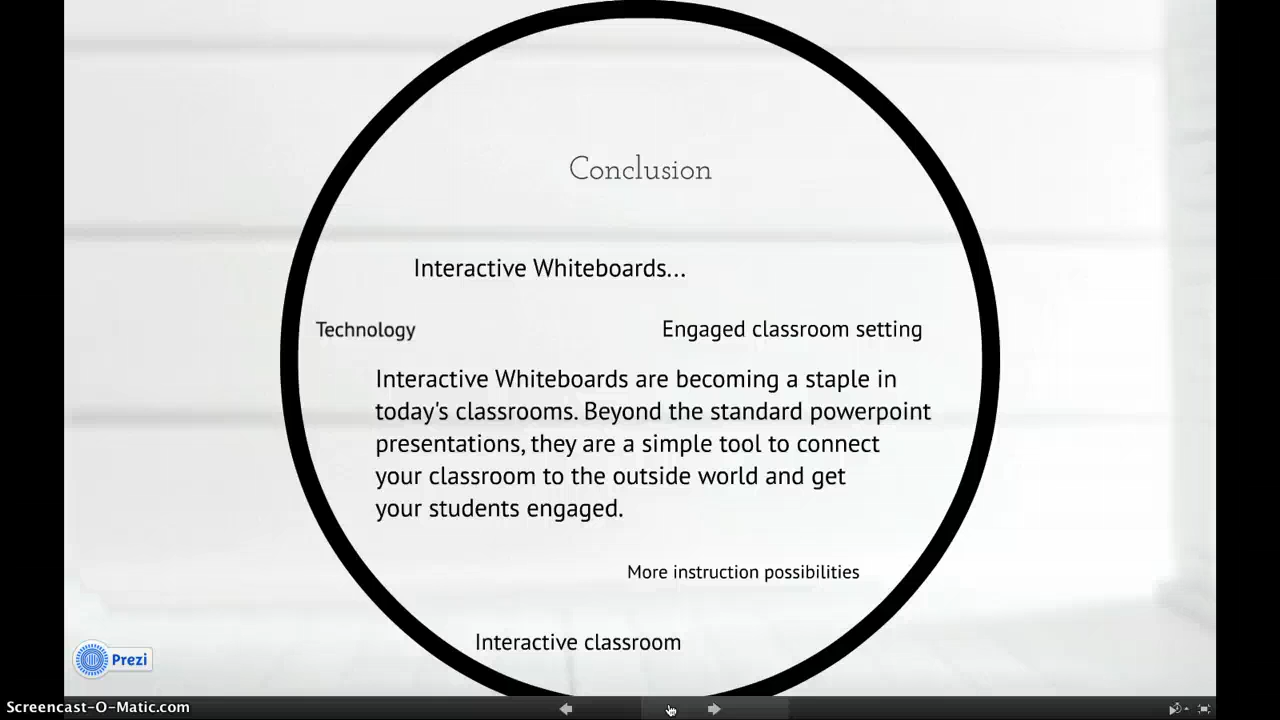 Conclusion
Interactive Whiteboards...
Technology
Engaged classroom setting
Interactive Whiteboards are becoming a staple in
today's classrooms. Beyond the standard powerpoint
presentations, they are a simple tool to connect
your classroom to the outside world and get
your students engaged.
More instruction possibilities
Interactive classroom
Prezi
Screencast-O-Matic.com